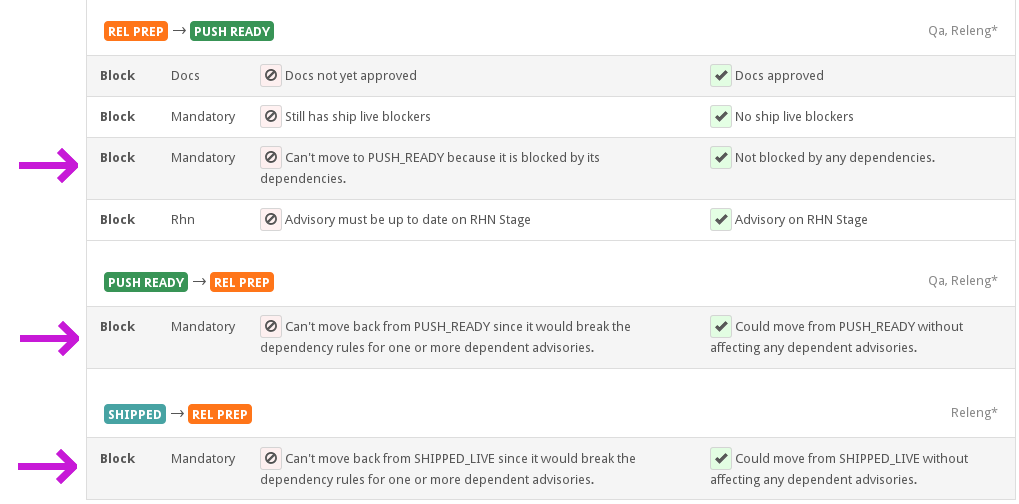 REL PREP → PUSH READY Qa, Releng*
Block Docs Docs not yet approved Docs approved
Block Mandatory Still has ship live blockers No ship live blockers
Block Mandatory Can't move to PUSH_READY because it is blocked by its Not blocked by any dependencies.
dependencies.
Block Rhn Advisory must be up to date on RHN Stage Advisory on RHN Stage
PUSH READY → REL PREP Qa, Releng*
Block Mandatory Can't move back from PUSH_READY since it would break the Could move from PUSH_READY without
dependency rules for one or more dependent advisories. affecting any dependent advisories.
SHIPPED → REL PREP Releng*
Block Mandatory Can't move back from SHIPPED_LIVE since it would break the Could move from SHIPPED_LIVE without
dependency rules for one or more dependent advisories. affecting any dependent advisories.